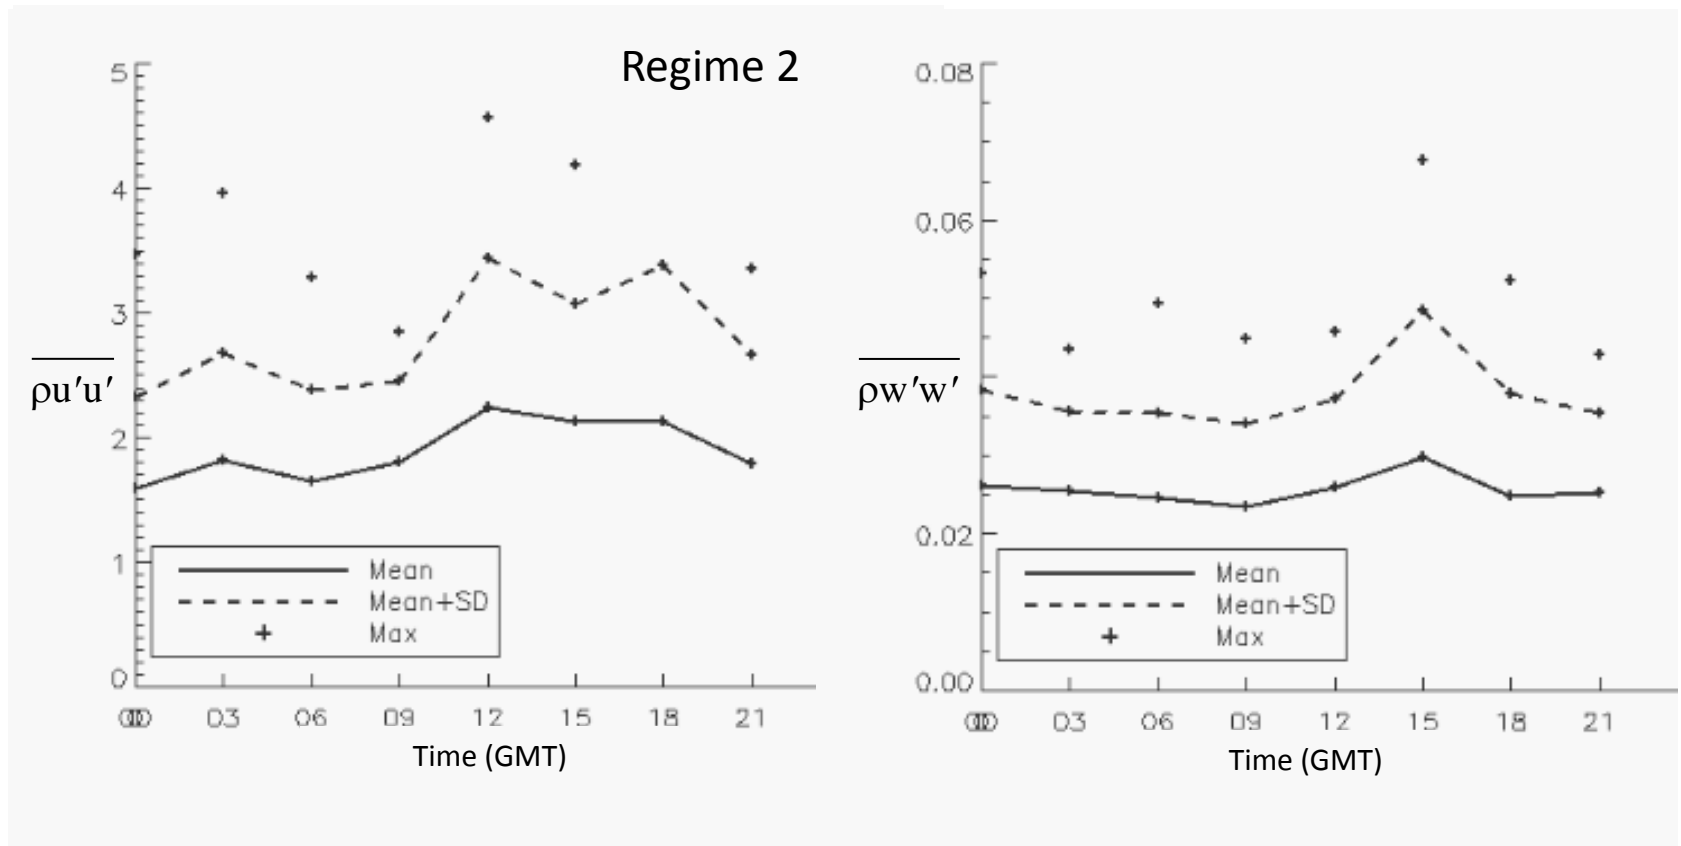 Regime 2
5
4
3
2
1
0
ρu′u′
Mean
Mean+SD
Max
00 03 06 09 12 15 18 21
Time (GMT)
0.08
0.06
0.02
0.00
ρw′w′
Mean
Mean+SD
Max
00 03 06 09 12 15 18 21
Time (GMT)